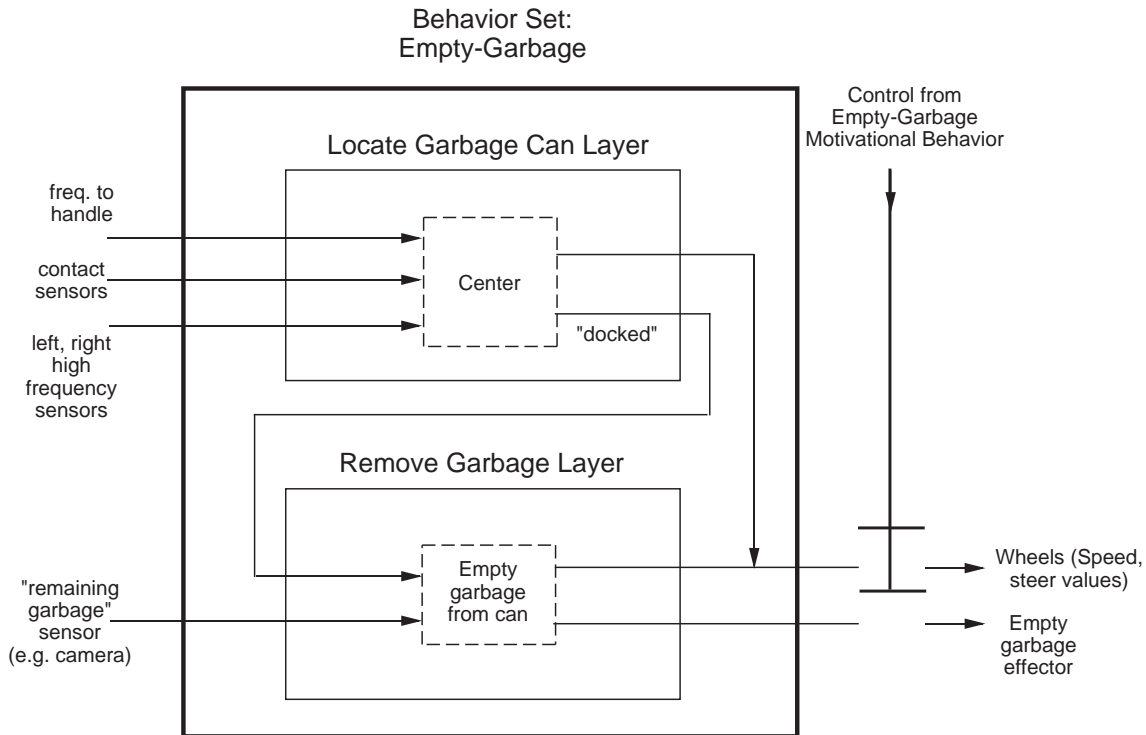 Behavior Set:
Empty-Garbage
Control from
Empty-Garbage
Motivational Behavior
Locate Garbage Can Layer
freq. to
handle
contact
sensors
left, right
high
frequency
sensors
Center
"docked"
Remove Garbage Layer
"remaining
garbage"
sensor
(e.g. camera)
Empty
garbage
from can
Wheels (Speed,
steer values)
Empty
garbage
effector